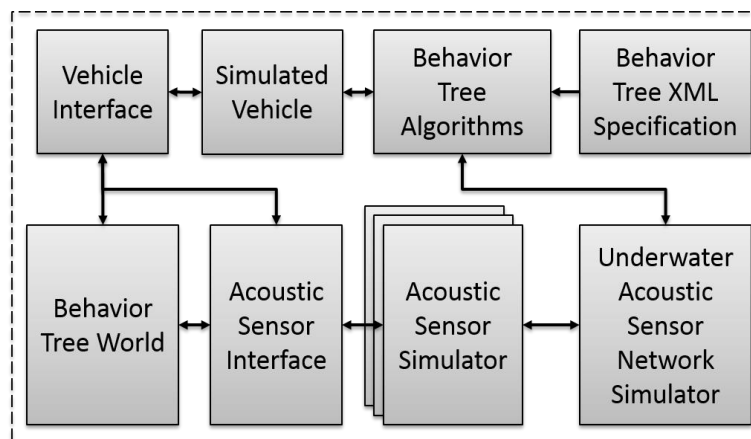 Vehicle
Interface
Simulated
Vehicle
Behavior
Tree
Algorithms
Behavior
Tree XML
Specification
Behavior
Tree World
Acoustic
Sensor
Interface
Acoustic
Sensor
Simulator
Underwater
Acoustic
Sensor
Network
Simulator